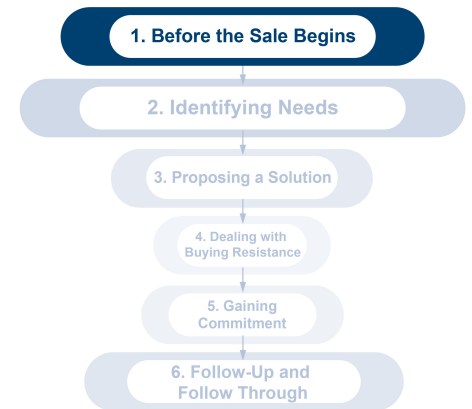 1. Before the Sale Begins
2. Identifying Needs
3. Proposing a Solution
4. Dealing with
Buying Resistance
5. Gaining
Commitment
6. Follow-Up and
Follow Through